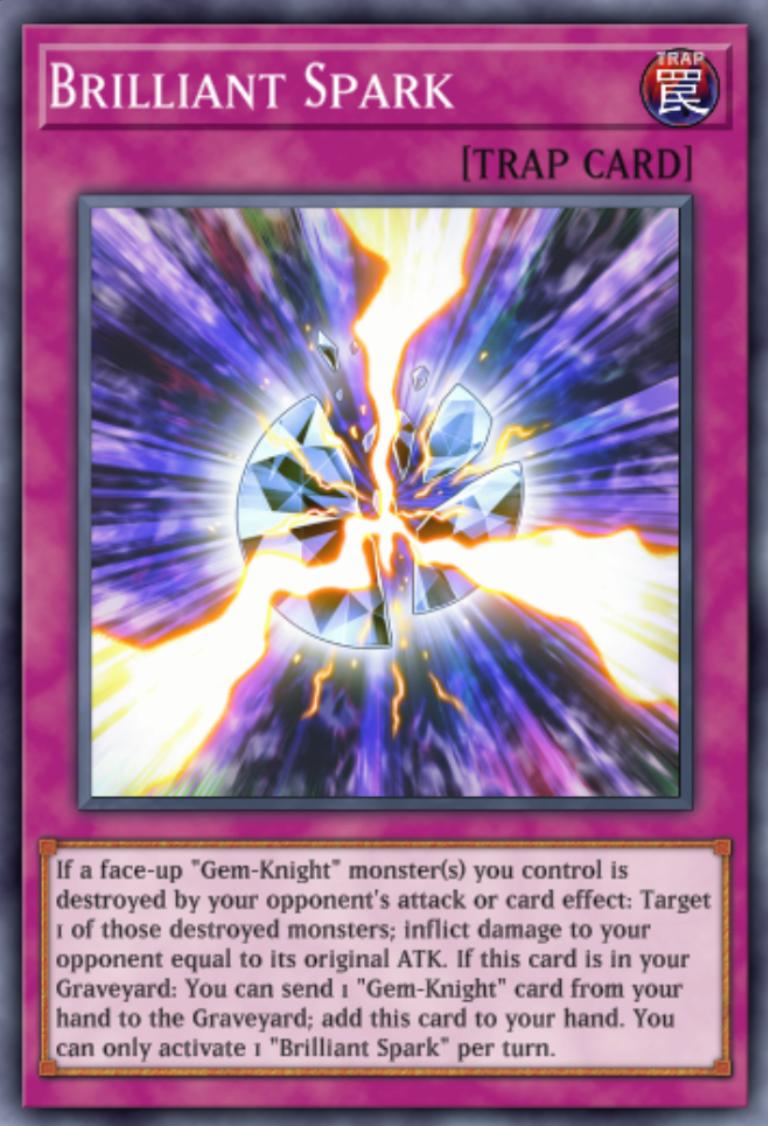 BRILLIANT SPARK
TRAP
罠
[TRAP CARD]
If a face-up "Gem-Knight" monster(s) you control is
destroyed by your opponent's attack or card effect: Target
1 of those destroyed monsters; inflict damage to your
opponent equal to its original ATK. If this card is in your
Graveyard: You can send 1 "Gem-Knight" card from your
hand to the Graveyard; add this card to your hand. You
can only activate 1 "Brilliant Spark" per turn.